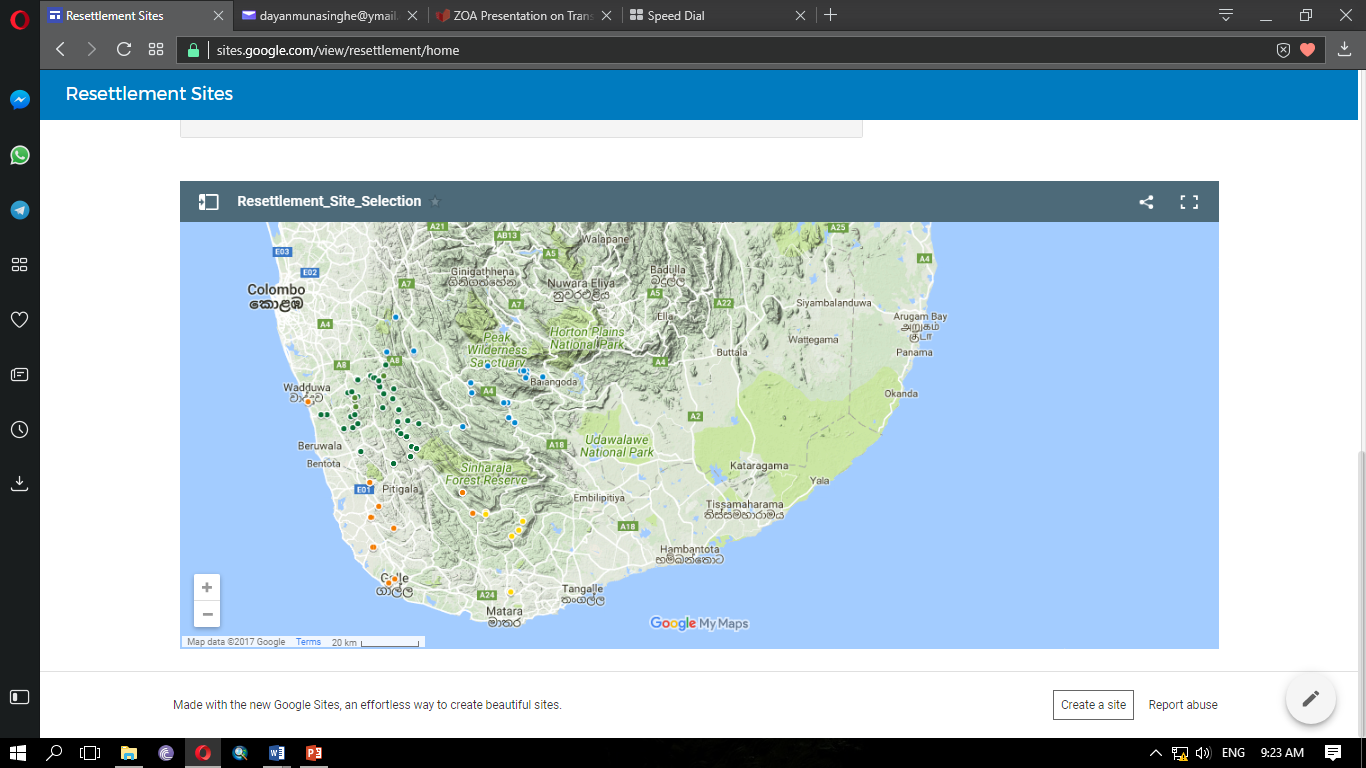 Resettlement Sites
dayanmunasinghe@ymail.
ZOA Presentation on Trans
Speed Dial
sites.google.com/view/resettlement/home
Resettlement Sites
Resettlement_Site_Selection
A21
AB13
Walapane
A25
E03
A5
A4
E02
Ginigathhena
ගිනිගත්හේන
Badulla
බදුල්ල
A7
Nuwara Eliya
නුවරඑළිය
Colombo
කොළඹ
A5
A7
A22
Siyambalanduwa
A4
Ella
Arugam Bay
අරුගම්
குடா
Peak
Wilderness
Sanctuary
Horton Plains
National Park
Wattegama
A8
A8
A4
Buttala
Panama
Wadduwa
වාද්දුව
A4
Balangoda
Okanda
A2
Beruwala
A18
Udawalawe
National Park
Bentota
Sinharaja
Forest Reserve
Kataragama
Yala
E01
Pitigala
Embilipitiya
Tissamaharama
තිස්සමහාරාමය
A18
Hambantota
හම්බන්තොට
Galle
ගාල්ල
A24
Tangalle
තංගල්ල
Matara
මාතර
Google My Maps
+
−
Map data ©2017 Google
Terms
20 km
Made with the new Google Sites, an effortless way to create beautiful sites.
Create a site
Report abuse
ENG
9:23 AM